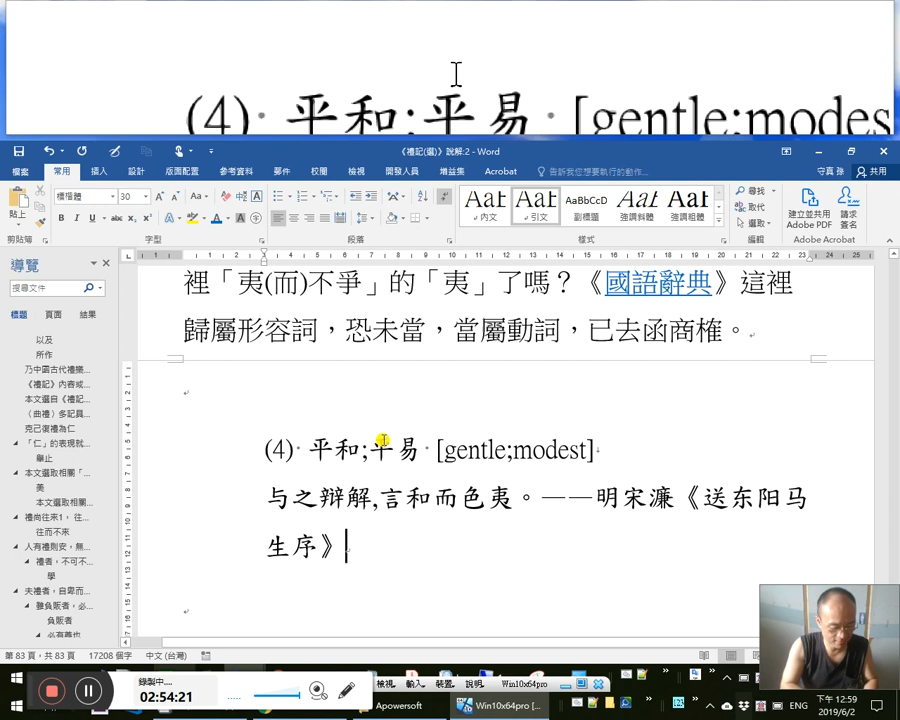 (4)· 平和;平易 · [gentle;modes
《禮記(選)》說解:2 - Word
檔案 常用 插入 設計 版面配置 參考資料 郵件 校閱 檢視 開發人員 增益集 Acrobat 告訴我您想要執行的動作... 守真 孫 共用
貼上 標楷體 30 A A Aa
B I U abc x₂ x²
AaBbCcD
內文 引文 副標題 強調斜體 強調粗體
尋找 取代 選取
建立並共用 Adobe PDF 請求簽名
剪貼簿 字型 段落 樣式 編輯 Adobe Acrobat
導覽
搜尋文件
標題 頁面 結果
以及
所作
乃中國古代禮樂...
《禮記》內容或...
本文選自《禮記...
〈曲禮〉多記具...
克己復禮為仁
「仁」的表現就...
舉止
本文選取相關「...
美
本文選取相關...
禮尚往來1,往...
往而不來
人有禮則安,無...
禮者,不可不...
學
夫禮者,自卑而...
雖負販者,必...
負販者
必有尊也
裡「夷(而)不爭」的「夷」了嗎?《國語辭典》這裡
歸屬形容詞,恐未當,當屬動詞,已去函商榷。
(4)· 平和;平易 · [gentle;modest]
与之辩解,言和而色夷。——明宋濂《送东阳马
生序》
第 83 頁,共 83 頁 17208 個字 中文 (台灣)
錄製中....
02:54:21
檢視 輸入 裝置 說明 Win10x64pro
Apowersoft
Win10x64pro [...
ENG
下午 12:59
2019/6/2